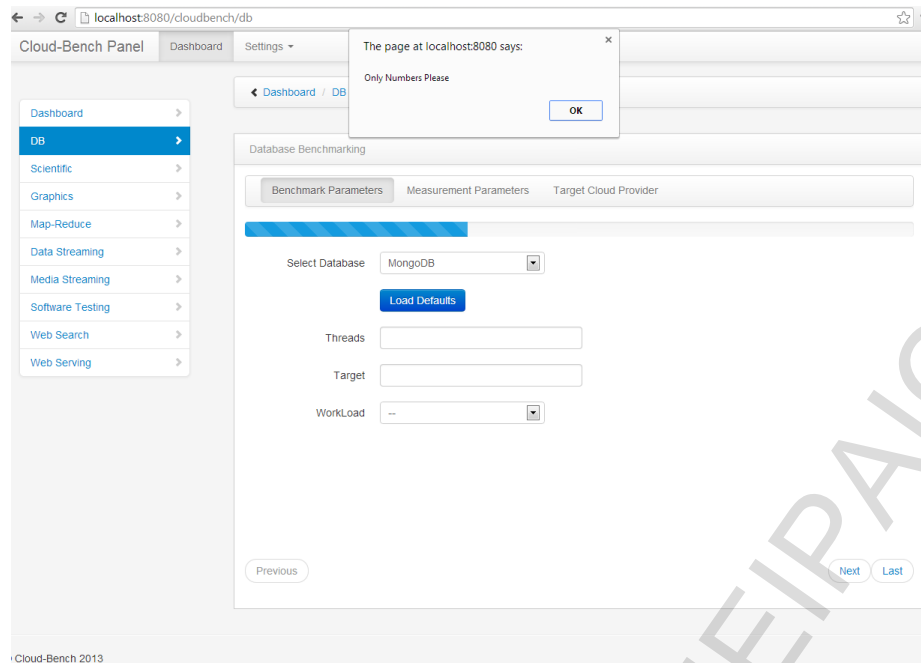 localhost:8080/cloudbench/db
Cloud-Bench Panel Dashboard Settings
The page at localhost:8080 says:
Only Numbers Please
OK
Dashboard / DB
Dashboard
DB
Scientific
Graphics
Map-Reduce
Data Streaming
Media Streaming
Software Testing
Web Search
Web Serving
Database Benchmarking
Benchmark Parameters Measurement Parameters Target Cloud Provider
Select Database MongoDB
Load Defaults
Threads
Target
WorkLoad --
Previous Next Last
Cloud-Bench 2013